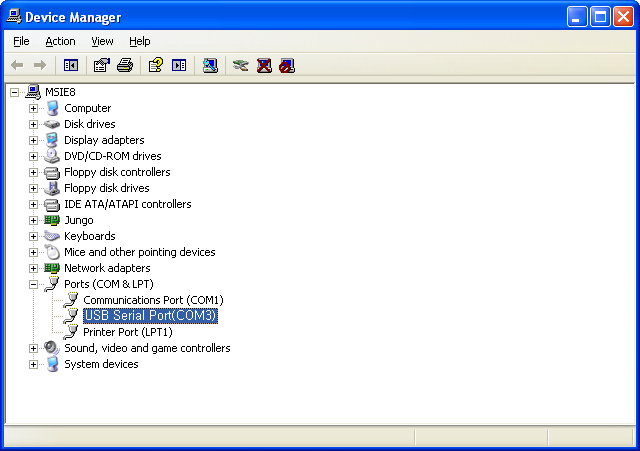 Device Manager
File Action View Help
MSIE8
Computer
Disk drives
Display adapters
DVD/CD-ROM drives
Floppy disk controllers
Floppy disk drives
IDE ATA/ATAPI controllers
Jungo
Keyboards
Mice and other pointing devices
Network adapters
Ports (COM & LPT)
Communications Port (COM1)
USB Serial Port(COM3)
Printer Port (LPT1)
Sound, video and game controllers
System devices